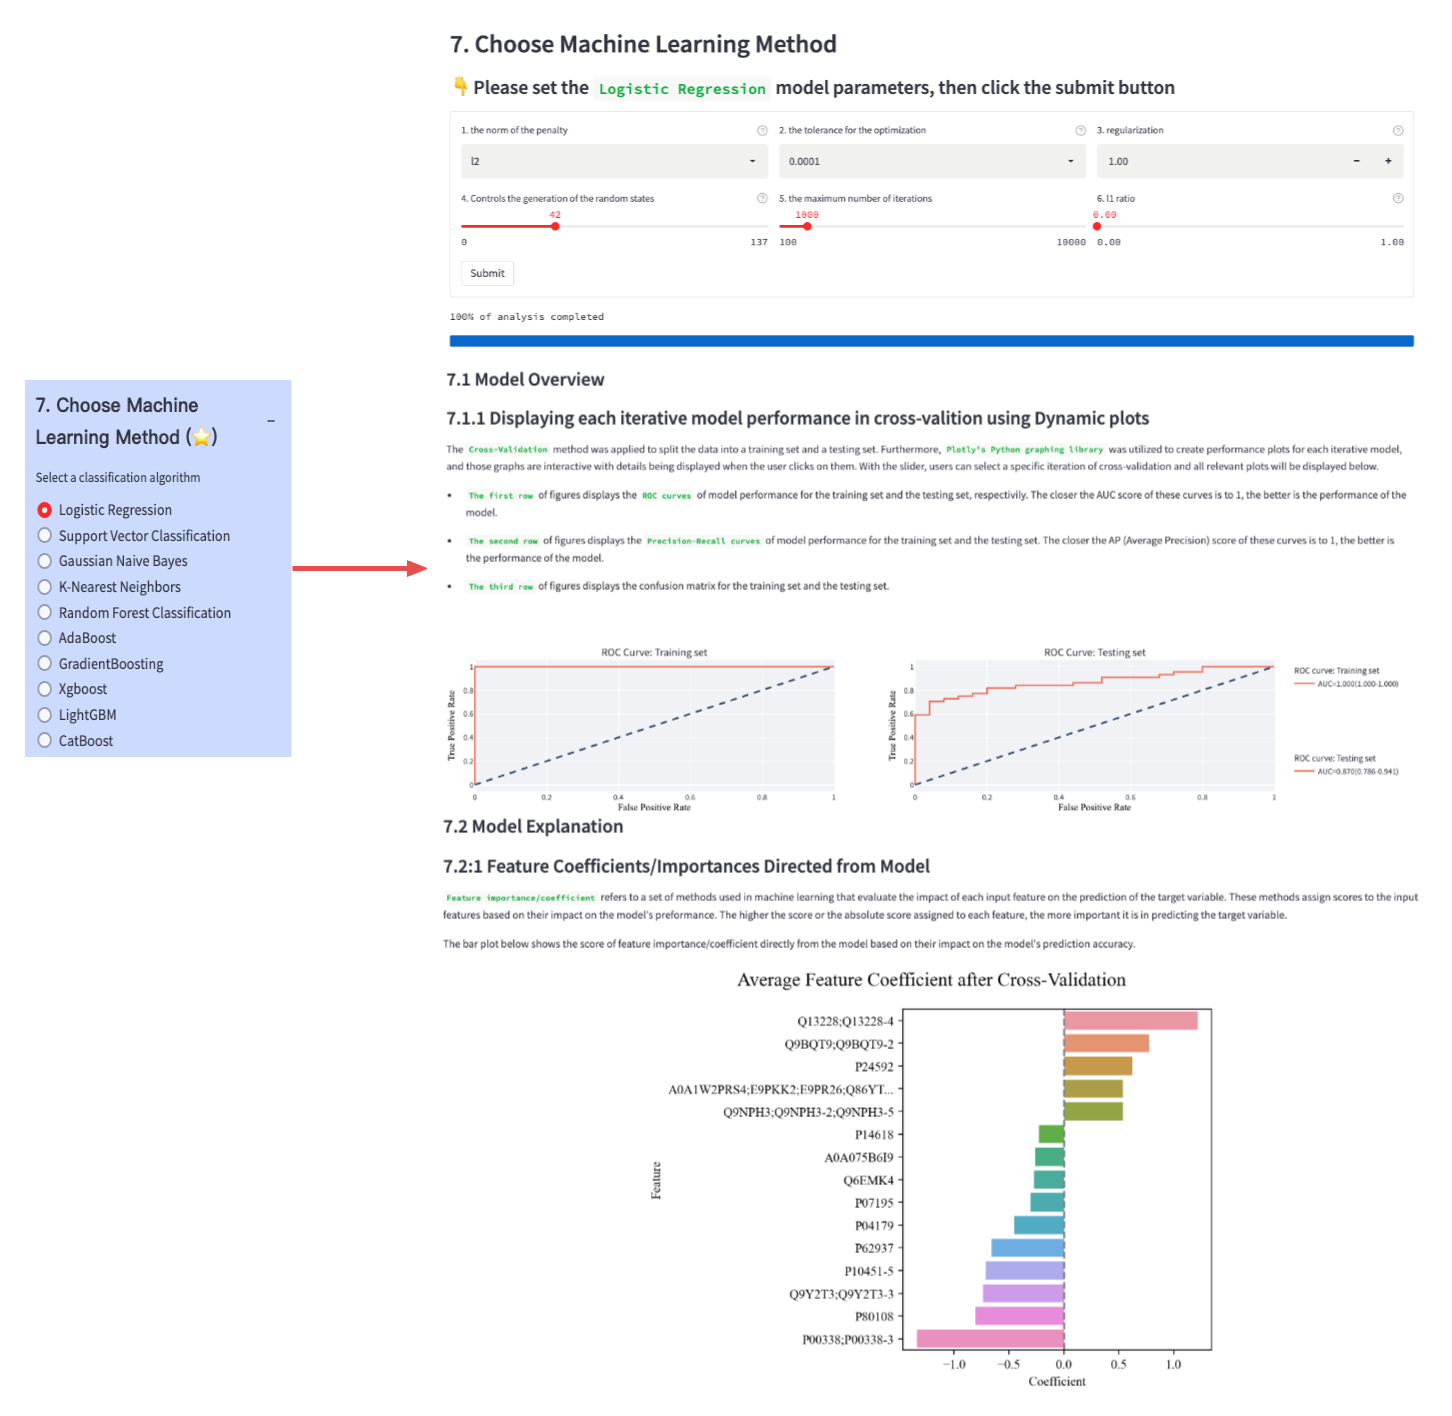 7. Choose Machine Learning Method
👇 Please set the Logistic Regression model parameters, then click the submit button
1. the norm of the penalty
2. the tolerance for the optimization
3. regularization
l2
0.0001
1.00
−
+
4. Controls the generation of the random states
5. the maximum number of iterations
6. l1 ratio
42
1000
0.00
0
137
100
10000
0.00
1.00
Submit
100% of analysis completed
7. Choose Machine
Learning Method (⭐)
−
Select a classification algorithm
Logistic Regression
Support Vector Classification
Gaussian Naive Bayes
K-Nearest Neighbors
Random Forest Classification
AdaBoost
GradientBoosting
Xgboost
LightGBM
CatBoost
7.1 Model Overview
7.1.1 Displaying each iterative model performance in cross-valition using Dynamic plots
The Cross-Validation method was applied to split the data into a training set and a testing set. Furthermore, Plotly's Python graphing library was utilized to create performance plots for each iterative model,
and those graphs are interactive with details being displayed when the user clicks on them. With the slider, users can select a specific iteration of cross-validation and all relevant plots will be displayed below.
• The first row of figures displays the ROC curves of model performance for the training set and the testing set, respectivily. The closer the AUC score of these curves is to 1, the better is the performance of the
model.
• The second row of figures displays the Precision-Recall curves of model performance for the training set and the testing set. The closer the AP (Average Precision) score of these curves is to 1, the better is
the performance of the model.
• The third row of figures displays the confusion matrix for the training set and the testing set.
ROC Curve: Training set
True Positive Rate
1
0.8
0.6
0.4
0.2
0
0 0.2 0.4 0.6 0.8 1
False Positive Rate
ROC Curve: Testing set
True Positive Rate
1
0.8
0.6
0.4
0.2
0
0 0.2 0.4 0.6 0.8 1
False Positive Rate
ROC curve: Training set
AUC=1.000(1.000-1.000)
ROC curve: Testing set
AUC=0.870(0.786-0.941)
7.2 Model Explanation
7.2:1 Feature Coefficients/Importances Directed from Model
Feature importance/coefficient refers to a set of methods used in machine learning that evaluate the impact of each input feature on the prediction of the target variable. These methods assign scores to the input
features based on their impact on the model's preformance. The higher the score or the absolute score assigned to each feature, the more important it is in predicting the target variable.
The bar plot below shows the score of feature importance/coefficient directly from the model based on their impact on the model's prediction accuracy.
Average Feature Coefficient after Cross-Validation
Feature
Q13228;Q13228-4
Q9BQT9;Q9BQT9-2
P24592
A0A1W2PRS4;E9PKK2;E9PR26;Q86YT...
Q9NPH3;Q9NPH3-2;Q9NPH3-5
P14618
A0A075B6I9
Q6EMK4
P07195
P04179
P62937
P10451-5
Q9Y2T3;Q9Y2T3-3
P80108
P00338;P00338-3
−1.0 −0.5 0.0 0.5 1.0
Coefficient